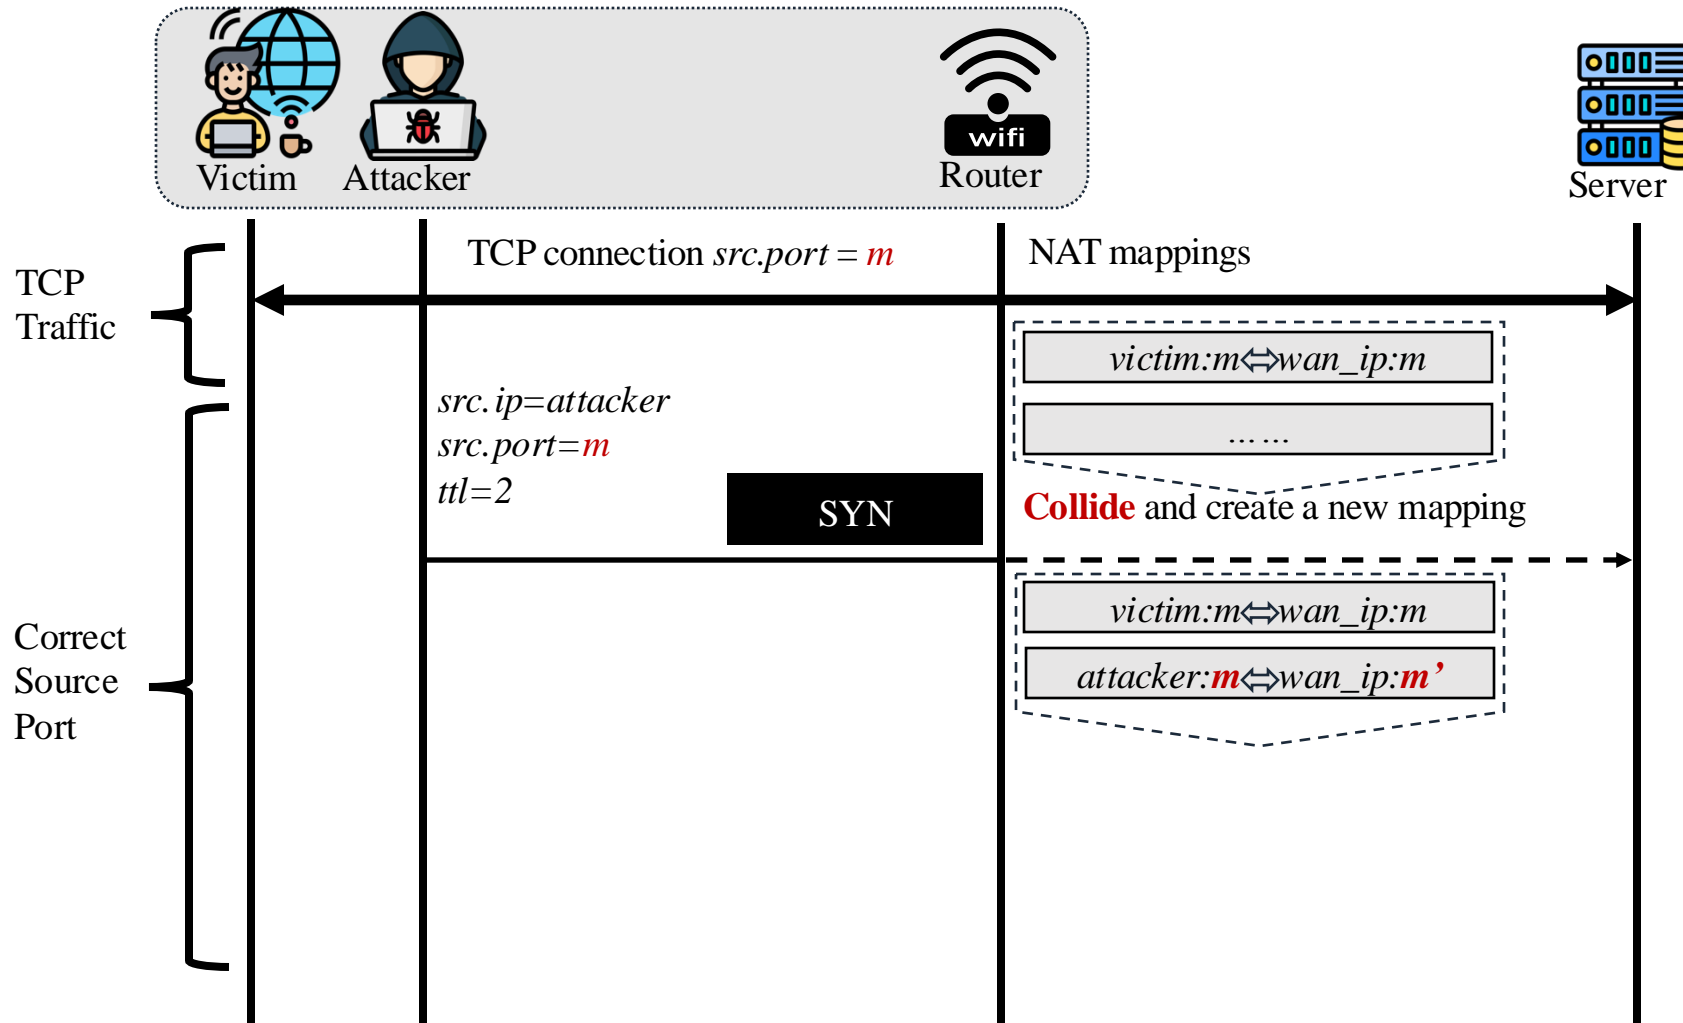 wifi
Victim
Attacker
Router
Server
TCP
Traffic
TCP connection src.port = m
NAT mappings
victim:m⇔wan_ip:m
... ...
src.ip=attacker
src.port=m
ttl=2
SYN
Collide and create a new mapping
victim:m⇔wan_ip:m
attacker:m⇔wan_ip:m’
Correct
Source
Port